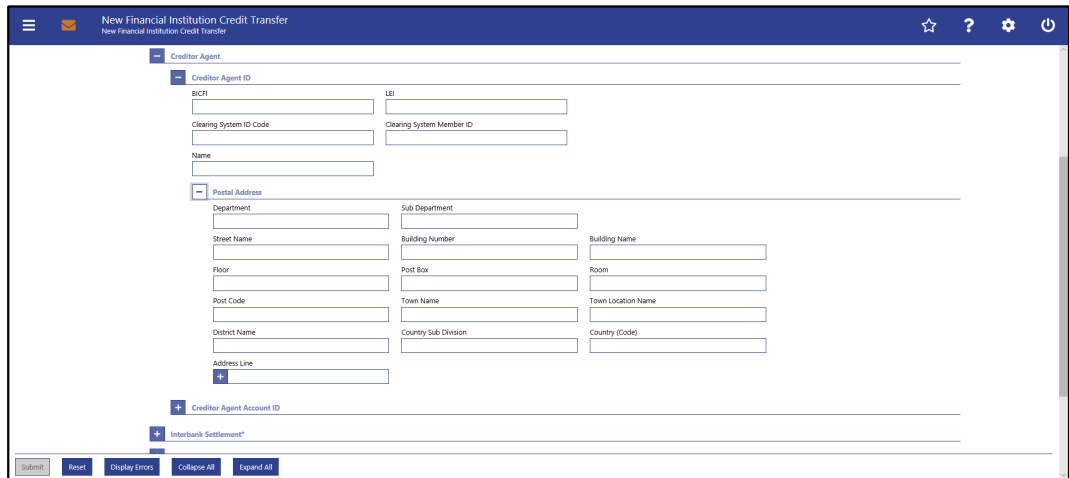 New Financial Institution Credit Transfer
New Financial Institution Credit Transfer
Creditor Agent
Creditor Agent ID
BICFI LEI
Clearing System ID Code Clearing System Member ID
Name
Postal Address
Department Sub Department
Street Name Building Number Building Name
Floor Post Box Room
Post Code Town Name Town Location Name
District Name Country Sub Division Country (Code)
Address Line
Creditor Agent Account ID
Interbank Settlement*
Submit Reset Display Errors Collapse All Expand All